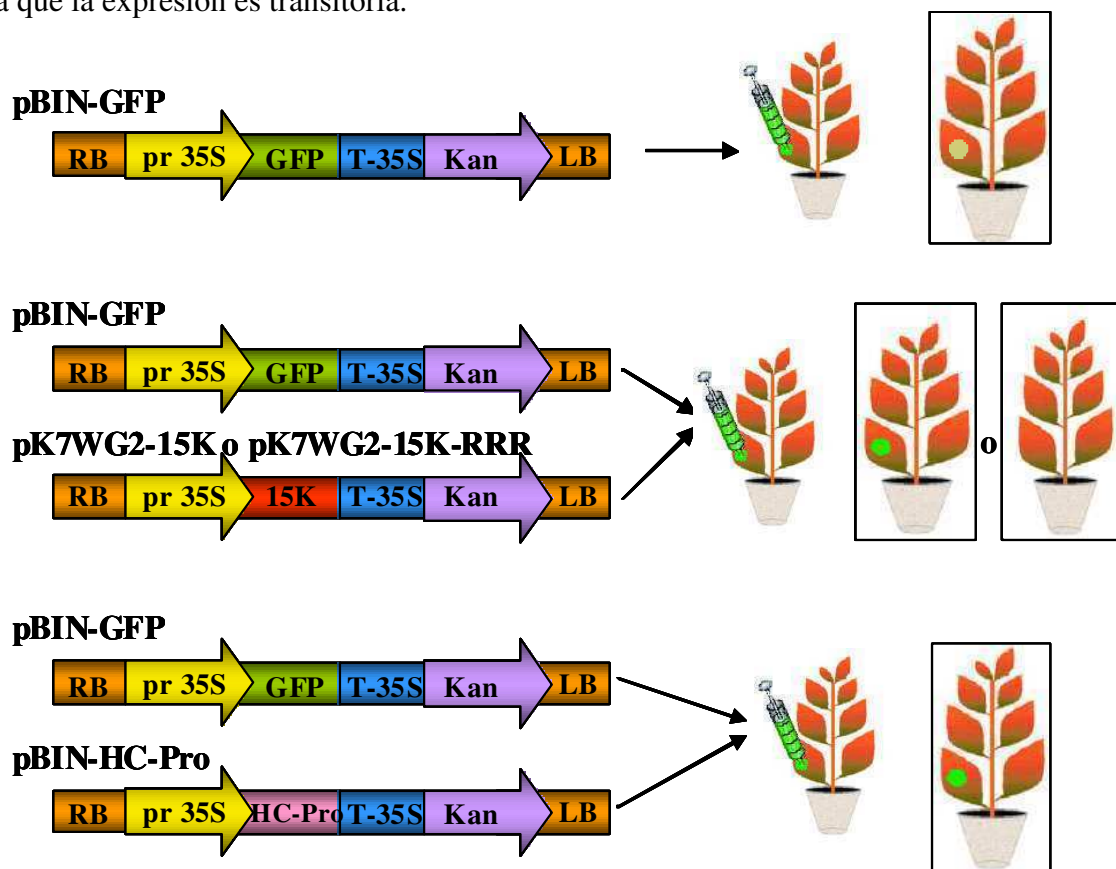 a que la expresión es transitoria.
pBIN-GFP
RB pr 35S GFP T-35S Kan LB
pBIN-GFP
RB pr 35S GFP T-35S Kan LB
o
pK7WG2-15K o pK7WG2-15K-RRR
RB pr 35S 15K T-35S Kan LB
pBIN-GFP
RB pr 35S GFP T-35S Kan LB
pBIN-HC-Pro
RB pr 35S HC-Pro T-35S Kan LB